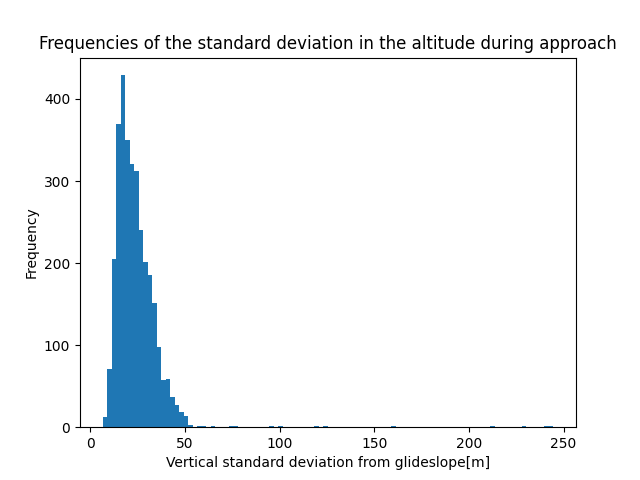 Frequencies of the standard deviation in the altitude during approach
400
300
200
100
0
Frequency
0 50 100 150 200 250
Vertical standard deviation from glideslope[m]